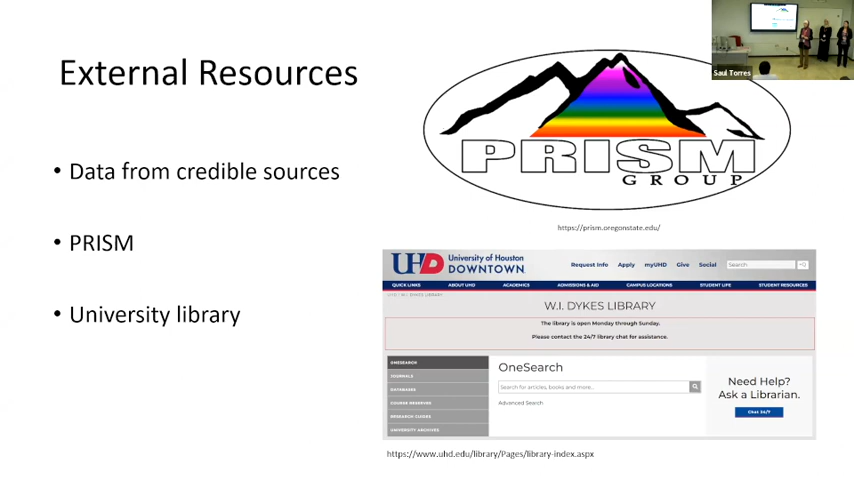 External Resources
• Data from credible sources
• PRISM
• University library
PRISM
GROUP
https://prism.oregonstate.edu/
Saul Torres
UHD University of Houston
DOWNTOWN
Request Info Apply myUHD Give Social Search
QUICK LINKS ABOUT UHD ACADEMICS ADMISSIONS & AID CAMPUS LOCATIONS STUDENT LIFE STUDENT RESOURCES
W.I. DYKES LIBRARY
The library is open Monday through Sunday.
Please contact the 24/7 library chat for assistance.
ONESEARCH
JOURNALS
DATABASES
COURSE RESERVES
RESEARCH GUIDES
UNIVERSITY ARCHIVES
OneSearch
Search for articles, books and more...
Advanced Search
Need Help?
Ask a Librarian.
Chat 24/7
https://www.uhd.edu/library/Pages/library-index.aspx